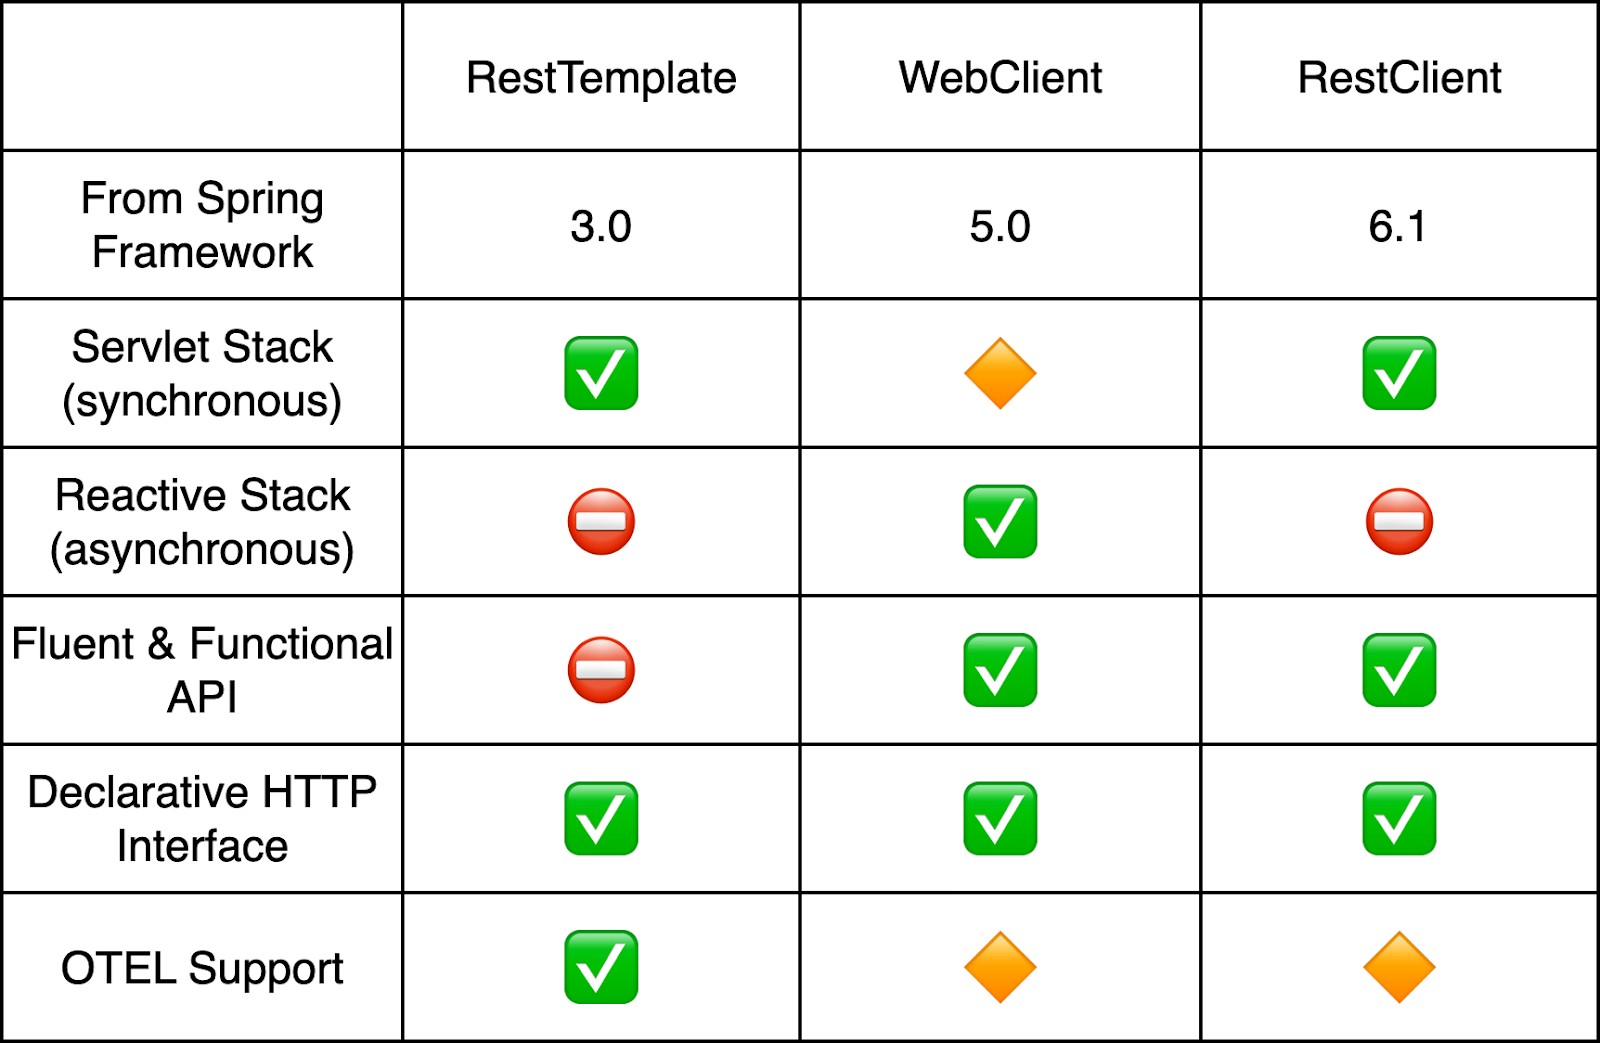 RestTemplate
WebClient
RestClient
From Spring
Framework
3.0
5.0
6.1
Servlet Stack
(synchronous)
Reactive Stack
(asynchronous)
Fluent & Functional
API
Declarative HTTP
Interface
OTEL Support